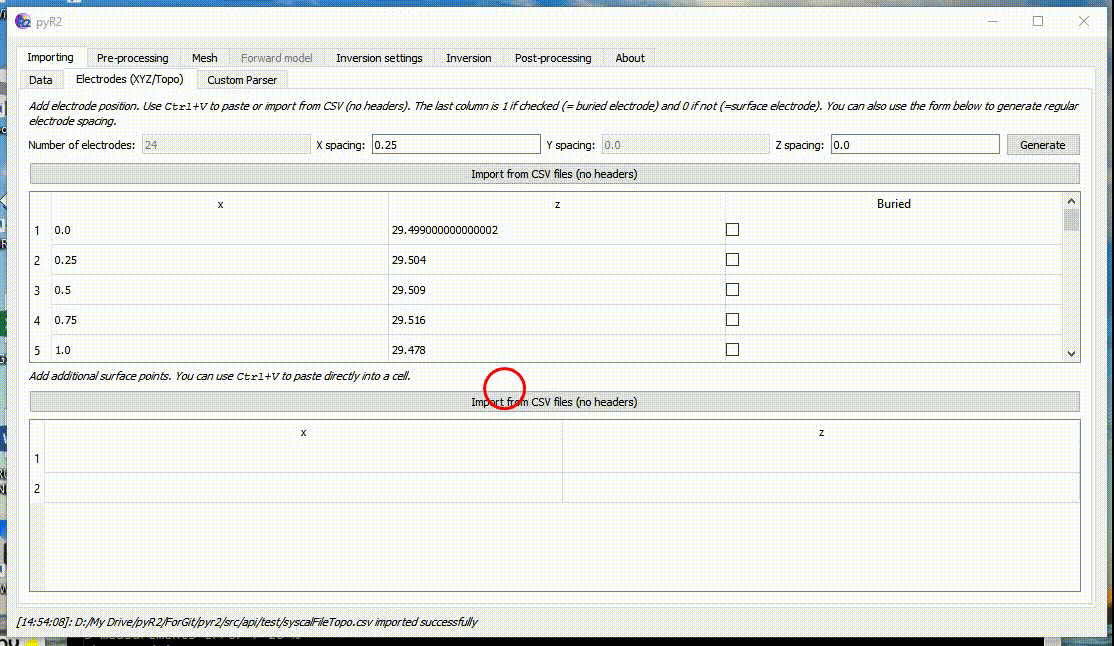 pyR2
Importing Pre-processing Mesh Forward model Inversion settings Inversion Post-processing About
Data Electrodes (XYZ/Topo) Custom Parser
Add electrode position. Use Ctrl+V to paste or import from CSV (no headers). The last column is 1 if checked (= buried electrode) and 0 if not (=surface electrode). You can also use the form below to generate regular
electrode spacing.
Number of electrodes: 24 X spacing: 0.25 Y spacing: 0.0 Z spacing: 0.0 Generate
Import from CSV files (no headers)
x z Buried
1 0.0 29.499000000000002
2 0.25 29.504
3 0.5 29.509
4 0.75 29.516
5 1.0 29.478
Add additional surface points. You can use Ctrl+V to paste directly into a cell.
Import from CSV files (no headers)
x z
1
2
[14:54:08]: D:/My Drive/pyR2/ForGit/pyr2/src/api/test/syscalFileTopo.csv imported successfully